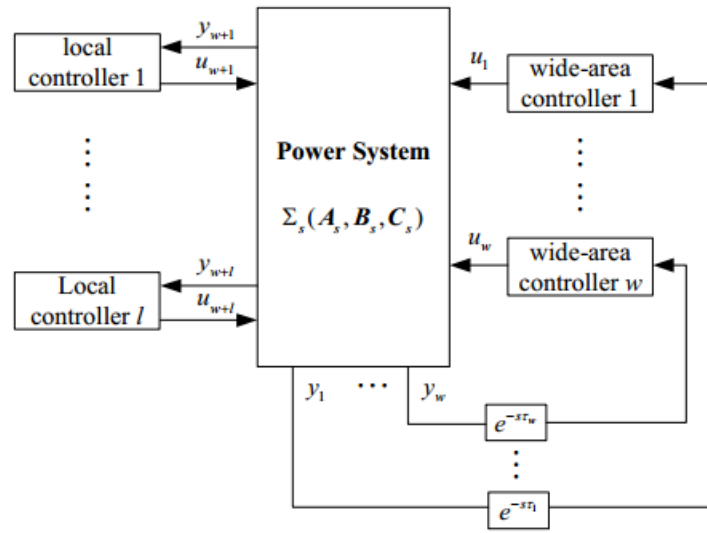 local
controller 1
y_{w+1}
u_{w+1}
Power System
Σ_s(A_s, B_s, C_s)
u_1
wide-area
controller 1
Local
controller l
y_{w+l}
u_{w+l}
u_w
wide-area
controller w
y_1 ··· y_w
e^{-sτ_w}
e^{-sτ_1}